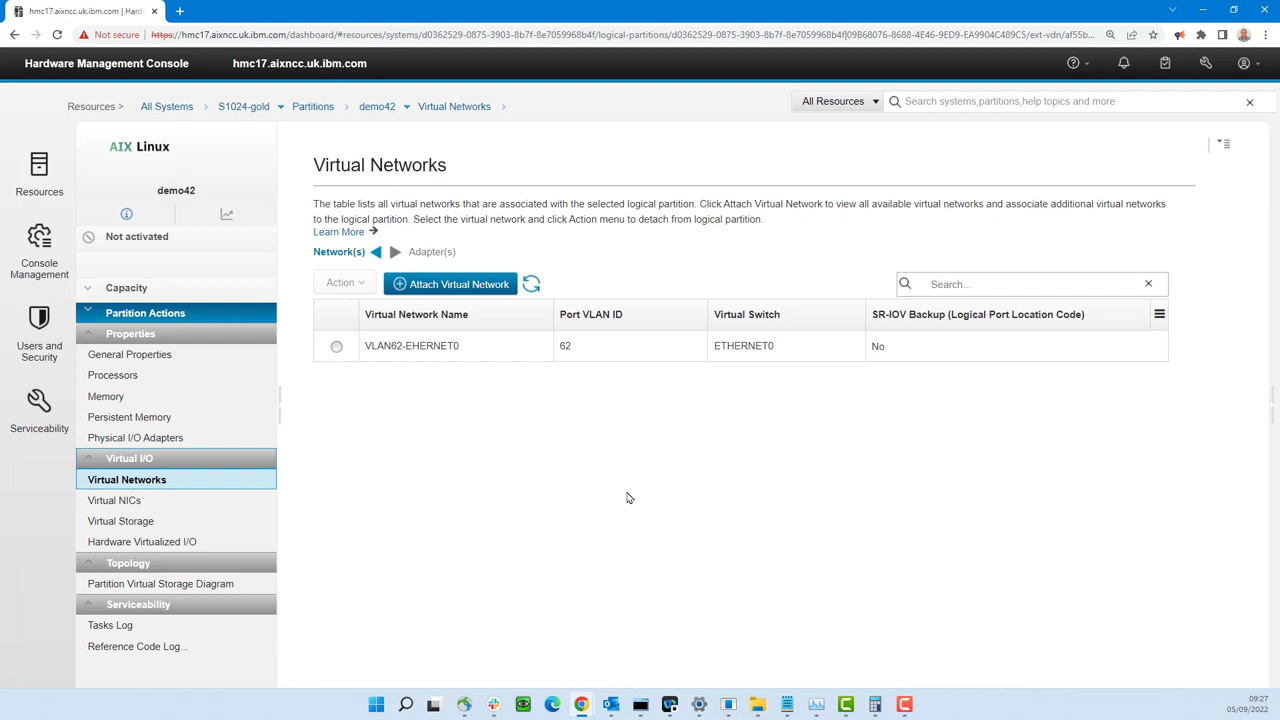 hmc17.aixncc.uk.ibm.com | Hard
Not secure
https://hmc17.aixncc.uk.ibm.com/dashboard/#resources/systems/d0362529-0875-3903-8b7f-8e7505968b4f/logical-partitions/d0362529-0875-3903-8b7f-8e7505968b4f|09B68076-8688-4E46-9ED9-EA9904C489C5/ext-vdn/af55b...
Hardware Management Console
hmc17.aixncc.uk.ibm.com
Resources >
All Systems
S1024-gold
Partitions
demo42
Virtual Networks
All Resources
Search systems,partitions,help topics and more
Resources
Console
Management
Users and
Security
Serviceability
AIX Linux
demo42
Not activated
Capacity
Partition Actions
Properties
General Properties
Processors
Memory
Persistent Memory
Physical I/O Adapters
Virtual I/O
Virtual Networks
Virtual NICs
Virtual Storage
Hardware Virtualized I/O
Topology
Partition Virtual Storage Diagram
Serviceability
Tasks Log
Reference Code Log...
Virtual Networks
The table lists all virtual networks that are associated with the selected logical partition. Click Attach Virtual Network to view all available virtual networks and associate additional virtual networks
to the logical partition. Select the virtual network and click Action menu to detach from logical partition.
Learn More
Network(s)
Adapter(s)
Action
Attach Virtual Network
Search...
Virtual Network Name
Port VLAN ID
Virtual Switch
SR-IOV Backup (Logical Port Location Code)
VLAN62-EHERNET0
62
ETHERNET0
No
09:27
05/09/2022